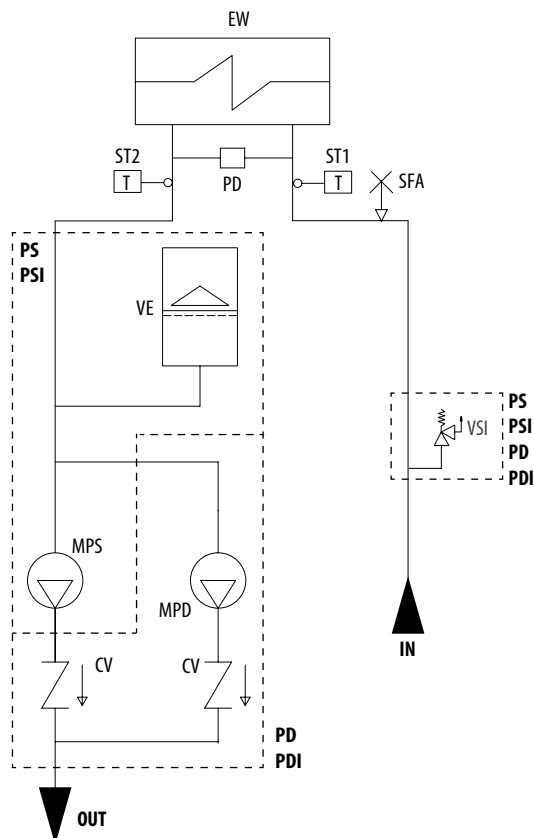 EW
ST2
ST1
T
PD
T
SFA
PS
PSI
VE
PS
PSI
PD
PDI
VSI
MPS
MPD
IN
CV
CV
PD
PDI
OUT